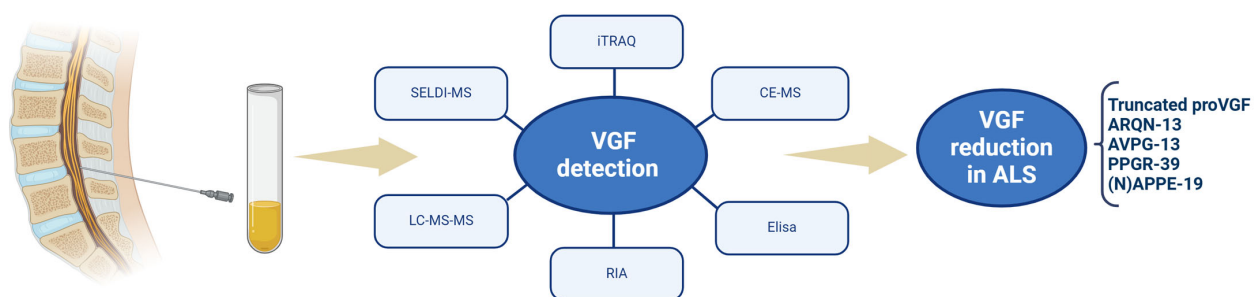 iTRAQ
SELDI-MS
CE-MS
VGF
detection
LC-MS-MS
Elisa
RIA
VGF
reduction
in ALS
Truncated proVGF
ARQN-13
AVPG-13
PPGR-39
(N)APPE-19